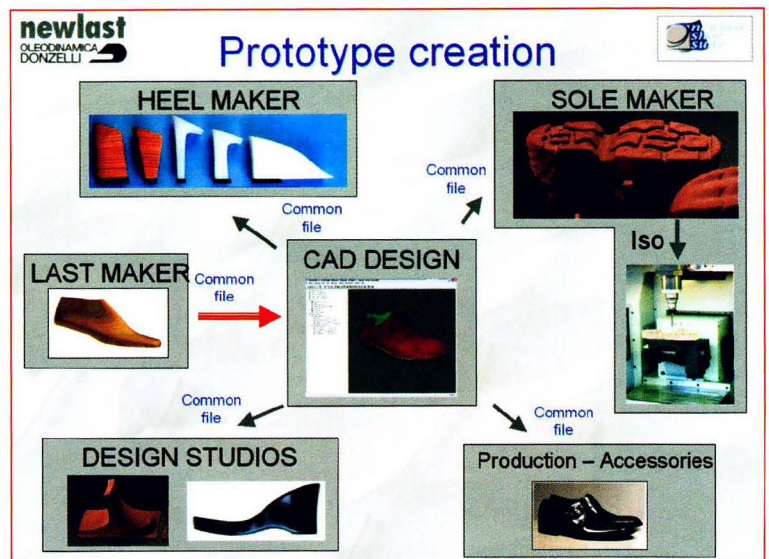 newlast
OLEODINAMICA
DONZELLI
Prototype creation
HEEL MAKER
SOLE MAKER
Common
file
Common
file
Iso
LAST MAKER
Common
file
CAD DESIGN
Common
file
Common
file
DESIGN STUDIOS
Production – Accessories